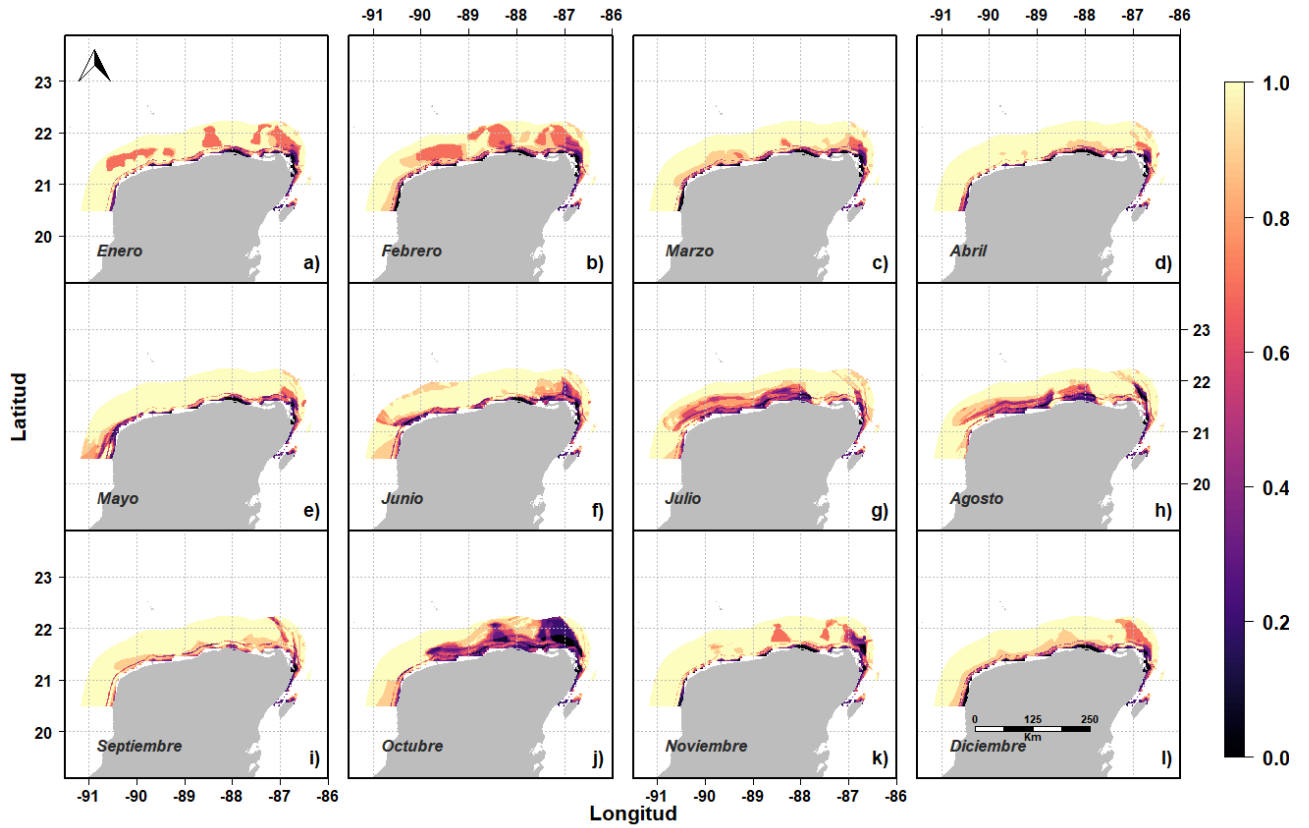 -91 -90 -89 -88 -87 -86 -91 -90 -89 -88 -87 -86
23
22
21
20
Enero a)
Febrero b)
Marzo c)
Abril d)
1.0
0.8
0.6
0.4
0.2
0.0
Latitud
Mayo e)
Junio f)
Julio g)
Agosto h)
23
22
21
20
23
22
21
20
Septiembre i)
Octubre j)
Noviembre k)
0 125 250
Km
Diciembre l)
-91 -90 -89 -88 -87 -86 -91 -90 -89 -88 -87 -86
Longitud